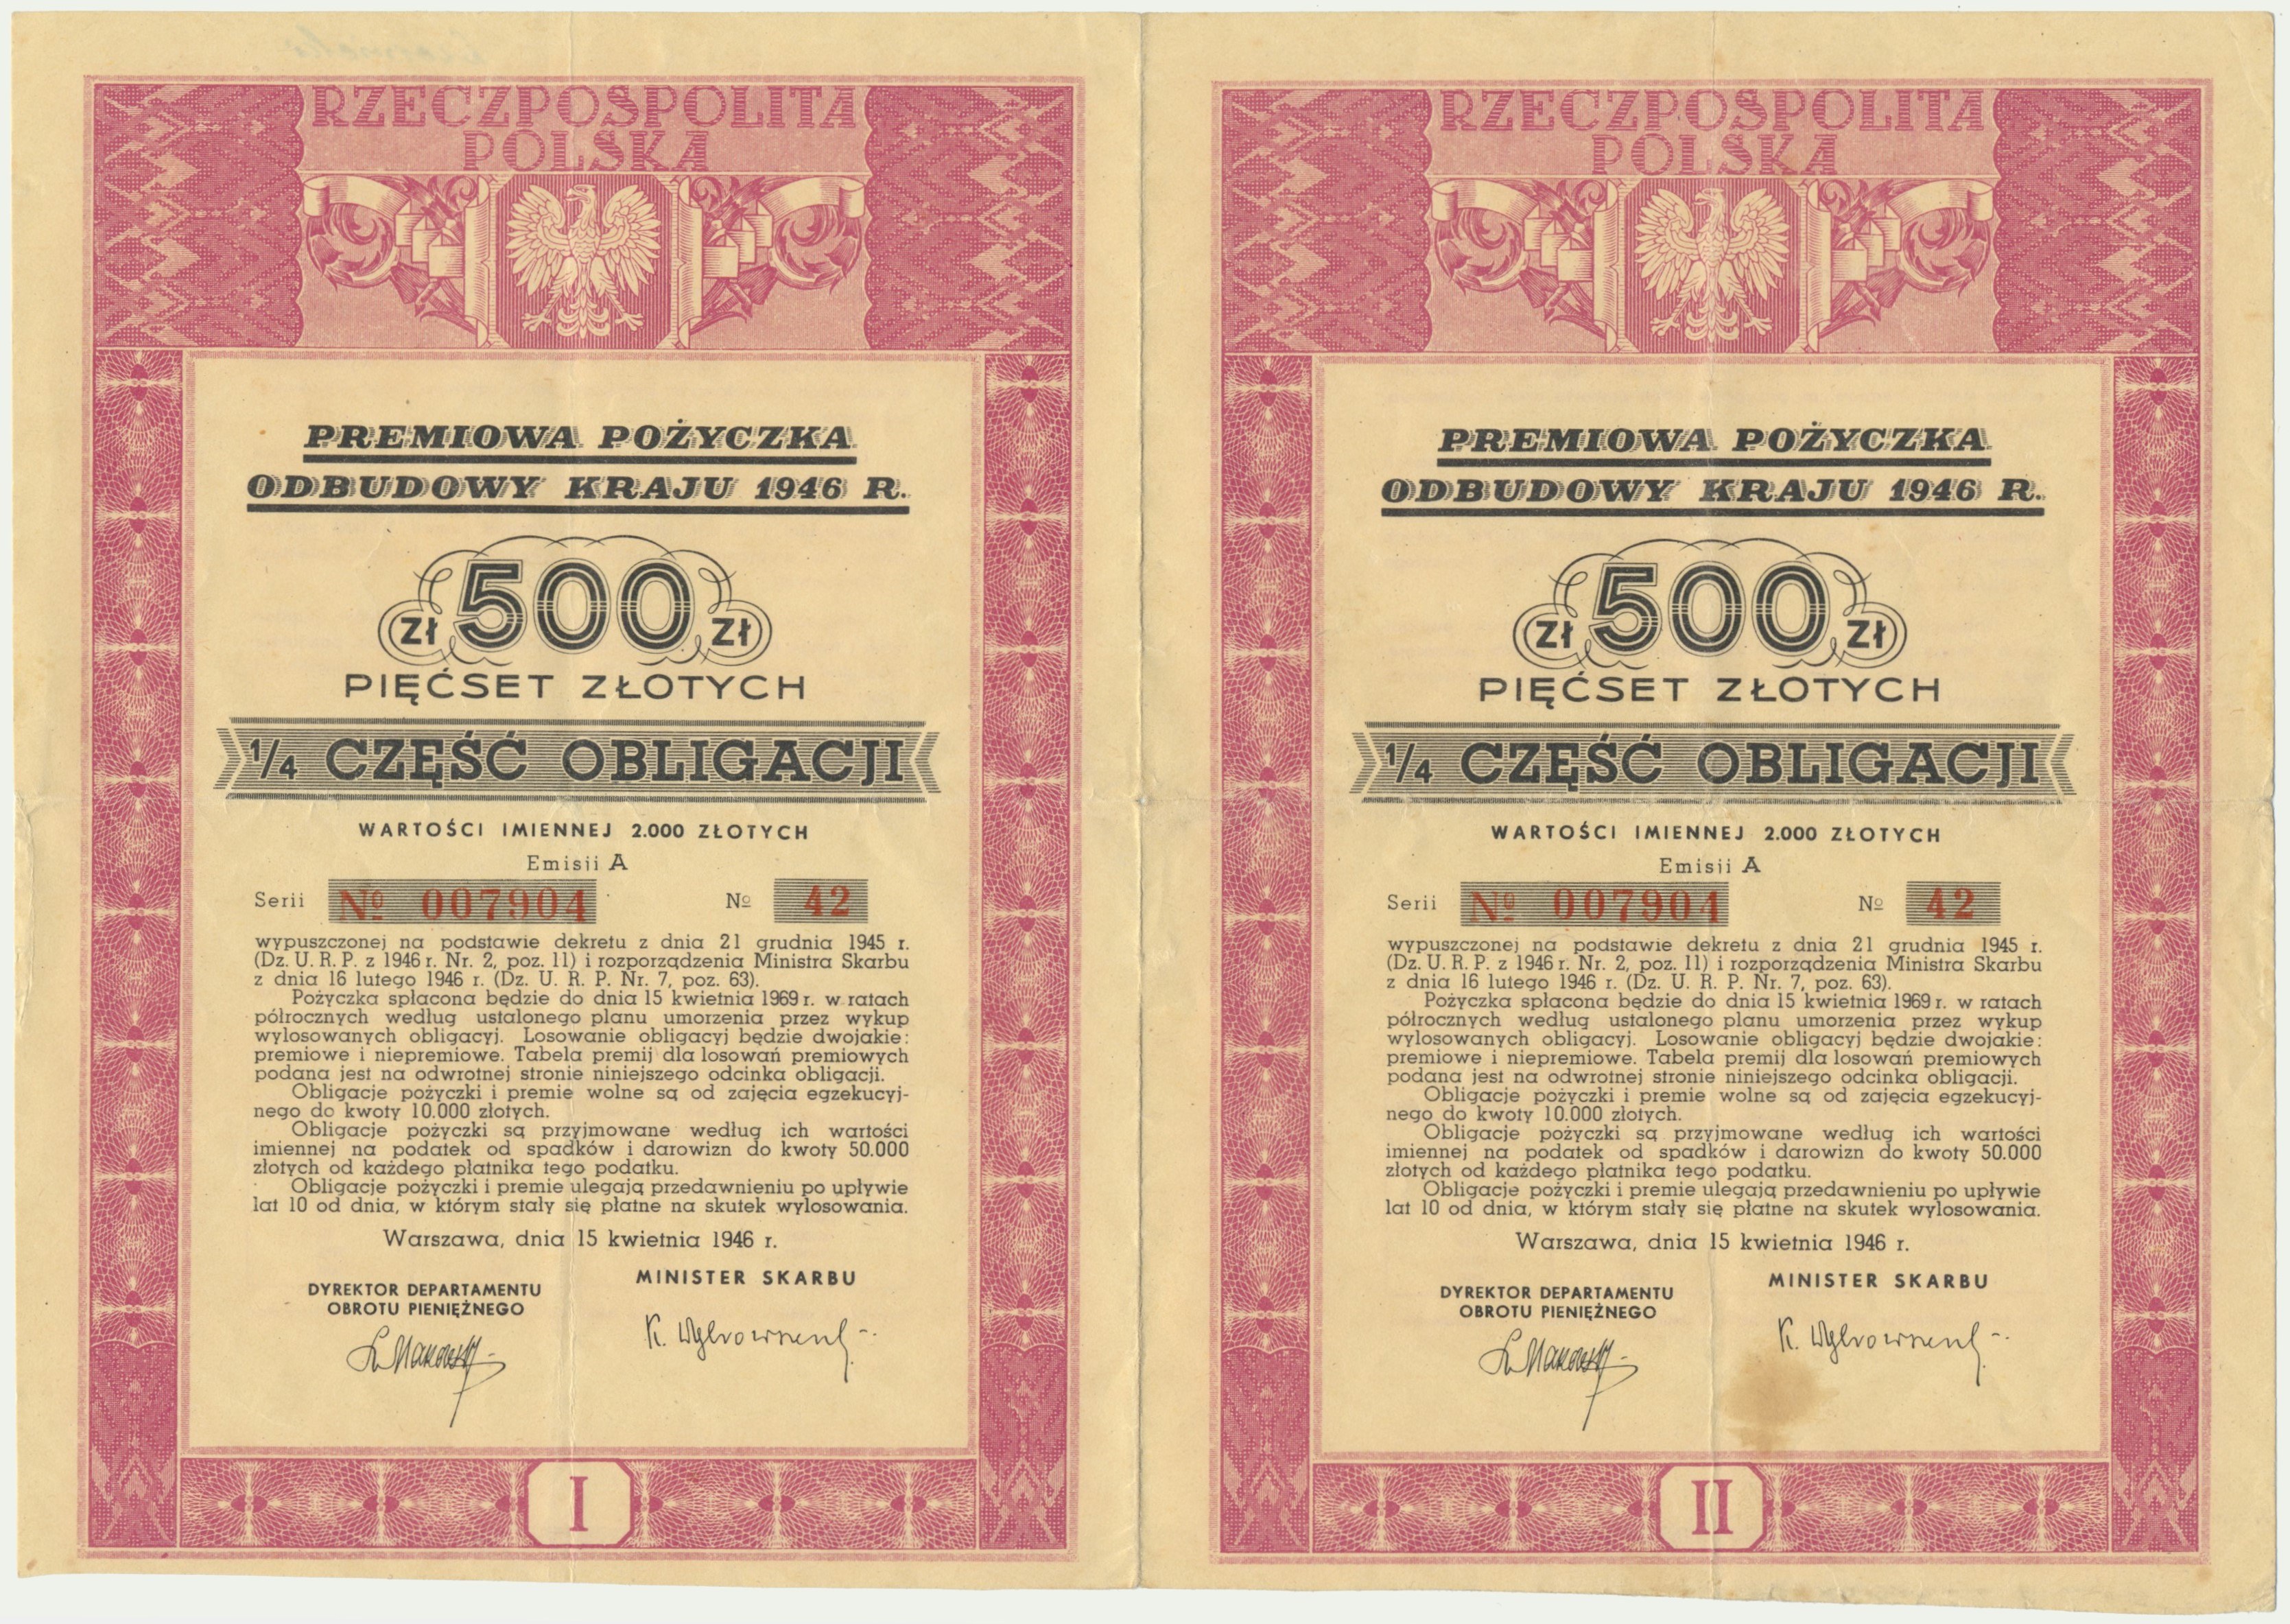 RZECZPOSPOLITA
POLSKA
PREMIOWA POŻYCZKA
ODBUDOWY KRAJU 1946 R.
zł 500 zł
PIĘĆSET ZŁOTYCH
1/4 CZĘŚĆ OBLIGACJI
WARTOŚCI IMIENNEJ 2.000 ZŁOTYCH
Emisji A
Serii № 007904 № 42
wypuszczonej na podstawie dekretu z dnia 21 grudnia 1945 r.
(Dz. U. R. P. z 1946 r. Nr. 2, poz. 11) i rozporządzenia Ministra Skarbu
z dnia 16 lutego 1946 r. (Dz. U. R. P. Nr. 7, poz. 63).
Pożyczka spłacona będzie do dnia 15 kwietnia 1969 r. w ratach
półrocznych według ustalonego planu umorzenia przez wykup
wylosowanych obligacyj. Losowanie obligacyj będzie dwojakie:
premiowe i niepremiowe. Tabela premij dla losowań premiowych
podana jest na odwrotnej stronie niniejszego odcinka obligacji.
Obligacje pożyczki i premie wolne są od zajęcia egzekucyj-
nego do kwoty 10.000 złotych.
Obligacje pożyczki są przyjmowane według ich wartości
imiennej na podatek od spadków i darowizn do kwoty 50.000
złotych od każdego płatnika tego podatku.
Obligacje pożyczki i premie ulegają przedawnieniu po upływie
lat 10 od dnia, w którym stały się płatne na skutek wylosowania.
Warszawa, dnia 15 kwietnia 1946 r.
DYREKTOR DEPARTAMENTU
OBROTU PIENIĘŻNEGO
MINISTER SKARBU
I
RZECZPOSPOLITA
POLSKA
PREMIOWA POŻYCZKA
ODBUDOWY KRAJU 1946 R.
zł 500 zł
PIĘĆSET ZŁOTYCH
1/4 CZĘŚĆ OBLIGACJI
WARTOŚCI IMIENNEJ 2.000 ZŁOTYCH
Emisji A
Serii № 007904 № 42
wypuszczonej na podstawie dekretu z dnia 21 grudnia 1945 r.
(Dz. U. R. P. z 1946 r. Nr. 2, poz. 11) i rozporządzenia Ministra Skarbu
z dnia 16 lutego 1946 r. (Dz. U. R. P. Nr. 7, poz. 63).
Pożyczka spłacona będzie do dnia 15 kwietnia 1969 r. w ratach
półrocznych według ustalonego planu umorzenia przez wykup
wylosowanych obligacyj. Losowanie obligacyj będzie dwojakie:
premiowe i niepremiowe. Tabela premij dla losowań premiowych
podana jest na odwrotnej stronie niniejszego odcinka obligacji.
Obligacje pożyczki i premie wolne są od zajęcia egzekucyj-
nego do kwoty 10.000 złotych.
Obligacje pożyczki są przyjmowane według ich wartości
imiennej na podatek od spadków i darowizn do kwoty 50.000
złotych od każdego płatnika tego podatku.
Obligacje pożyczki i premie ulegają przedawnieniu po upływie
lat 10 od dnia, w którym stały się płatne na skutek wylosowania.
Warszawa, dnia 15 kwietnia 1946 r.
DYREKTOR DEPARTAMENTU
OBROTU PIENIĘŻNEGO
MINISTER SKARBU
II